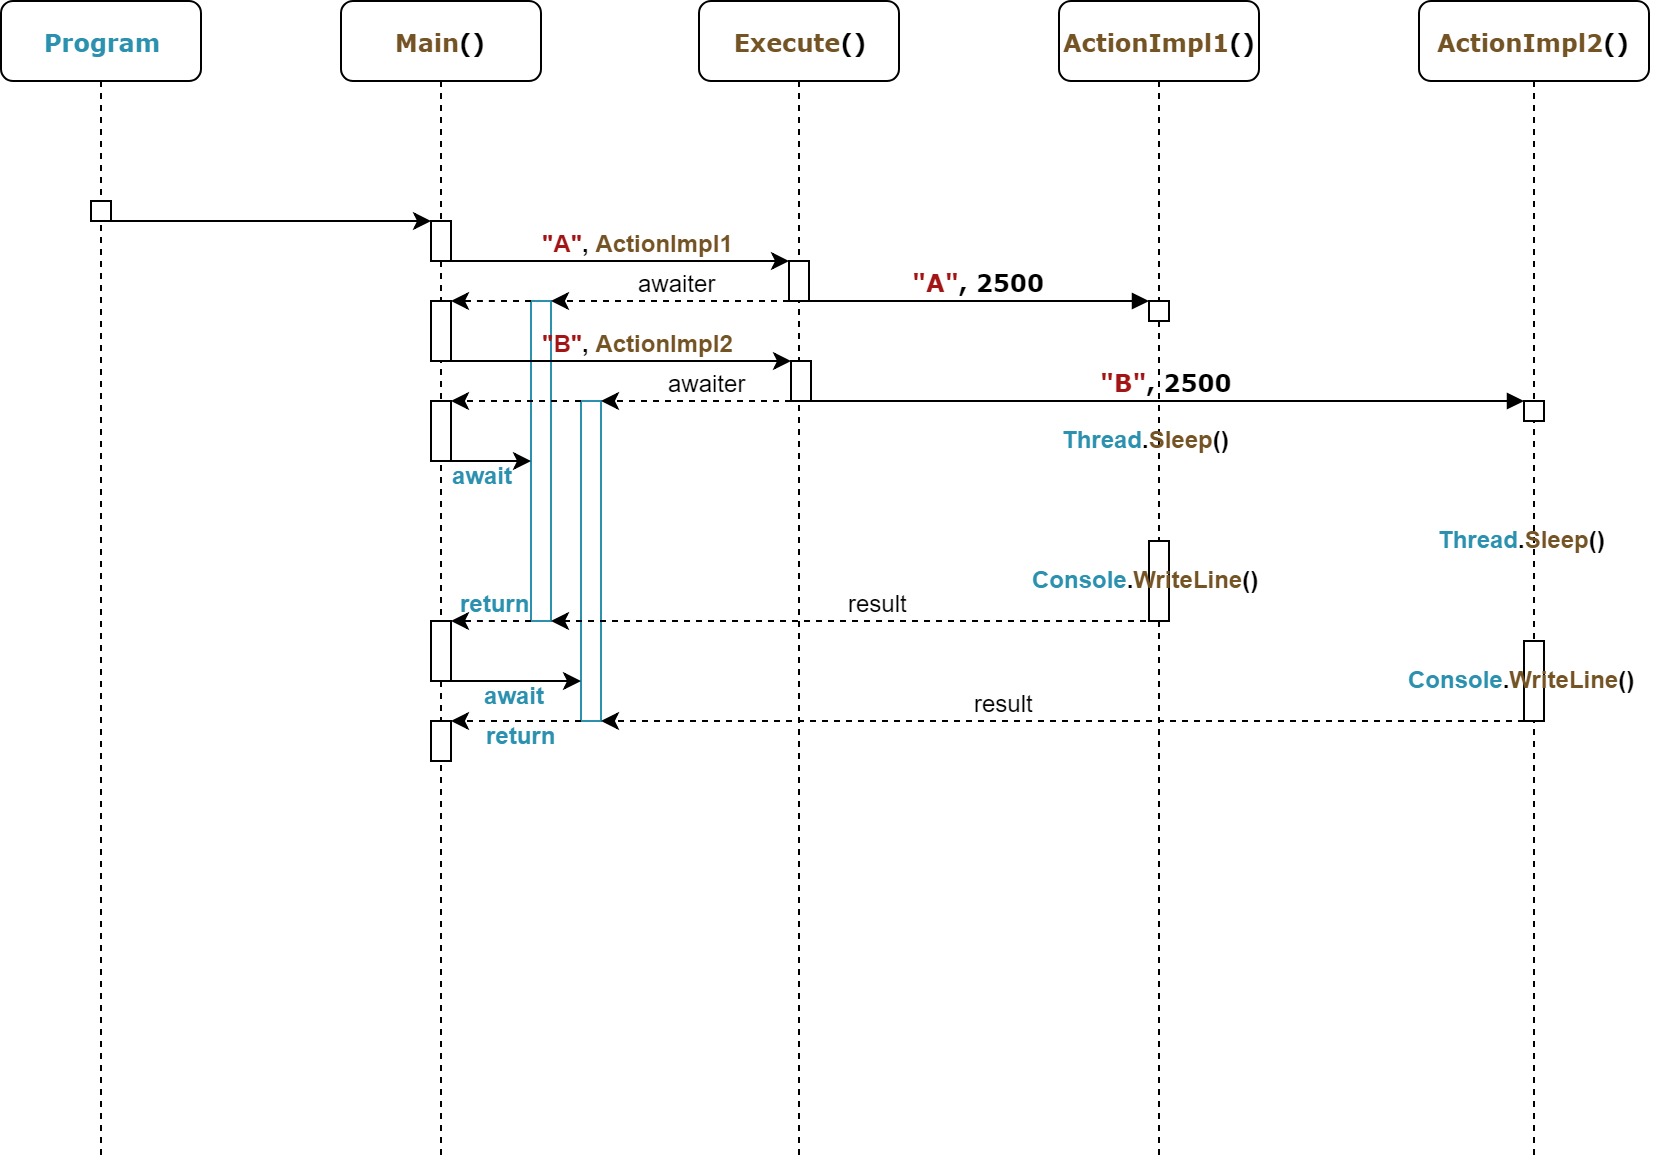 Program
Main()
Execute()
ActionImpl1()
ActionImpl2()
"A", ActionImpl1
awaiter
"A", 2500
"B", ActionImpl2
awaiter
"B", 2500
Thread.Sleep()
await
Thread.Sleep()
Console.WriteLine()
return
result
Console.WriteLine()
await
result
return